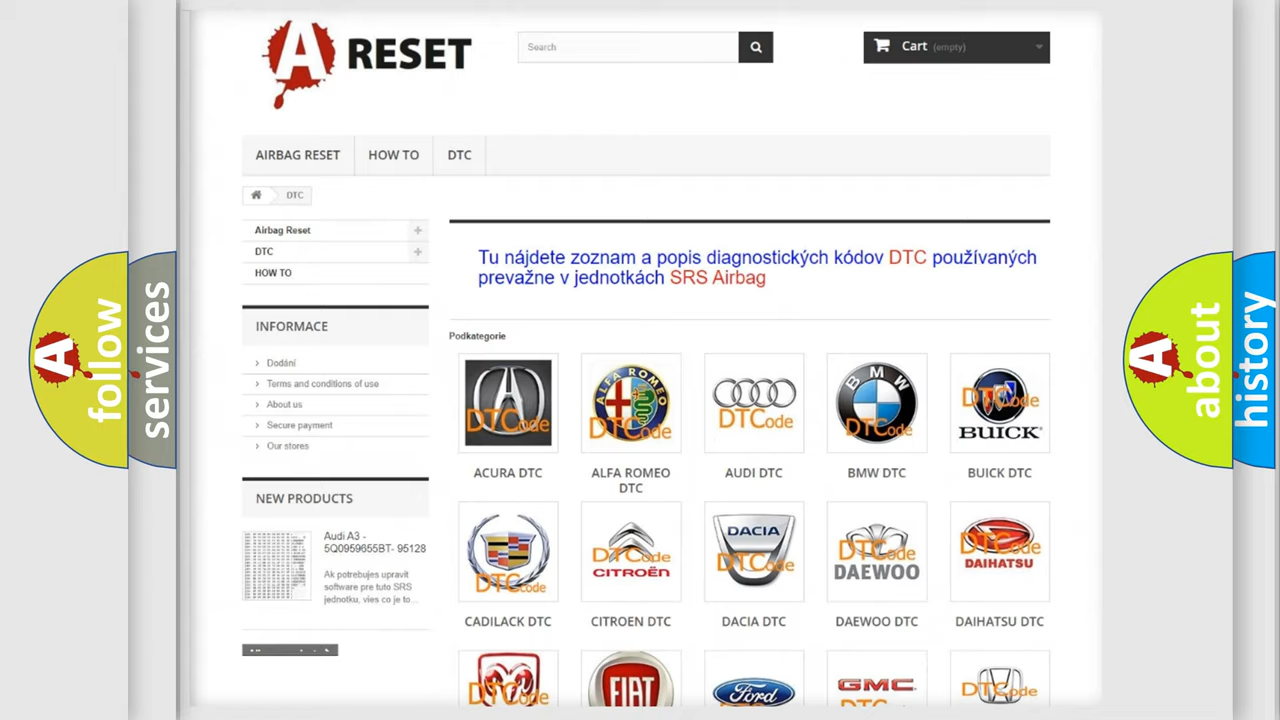 A RESET
Search
Cart (empty)
AIRBAG RESET
HOW TO
DTC
DTC
Airbag Reset
DTC
HOW TO
Tu nájdete zoznam a popis diagnostických kódov DTC používaných
prevažne v jednotkách SRS Airbag
INFORMACE
Dodání
Terms and conditions of use
About us
Secure payment
Our stores
Podkategorie
DTCode
ALFA ROMEO
DTCode
DTCode
BMW
DTCode
DTCode
BUICK
ACURA DTC
ALFA ROMEO
DTC
AUDI DTC
BMW DTC
BUICK DTC
NEW PRODUCTS
Audi A3 -
5Q0959655BT- 95128
Ak potrebujes upravit
software pre tuto SRS
jednotku, vies co je to...
DTCode
DTCode
CITROËN
DACIA
DTCode
DTCode
DAEWOO
DTCode
DAIHATSU
CADILACK DTC
CITROEN DTC
DACIA DTC
DAEWOO DTC
DAIHATSU DTC
DTCode
FIAT
Ford
GMC
DTCode
A follow
services
A about
history